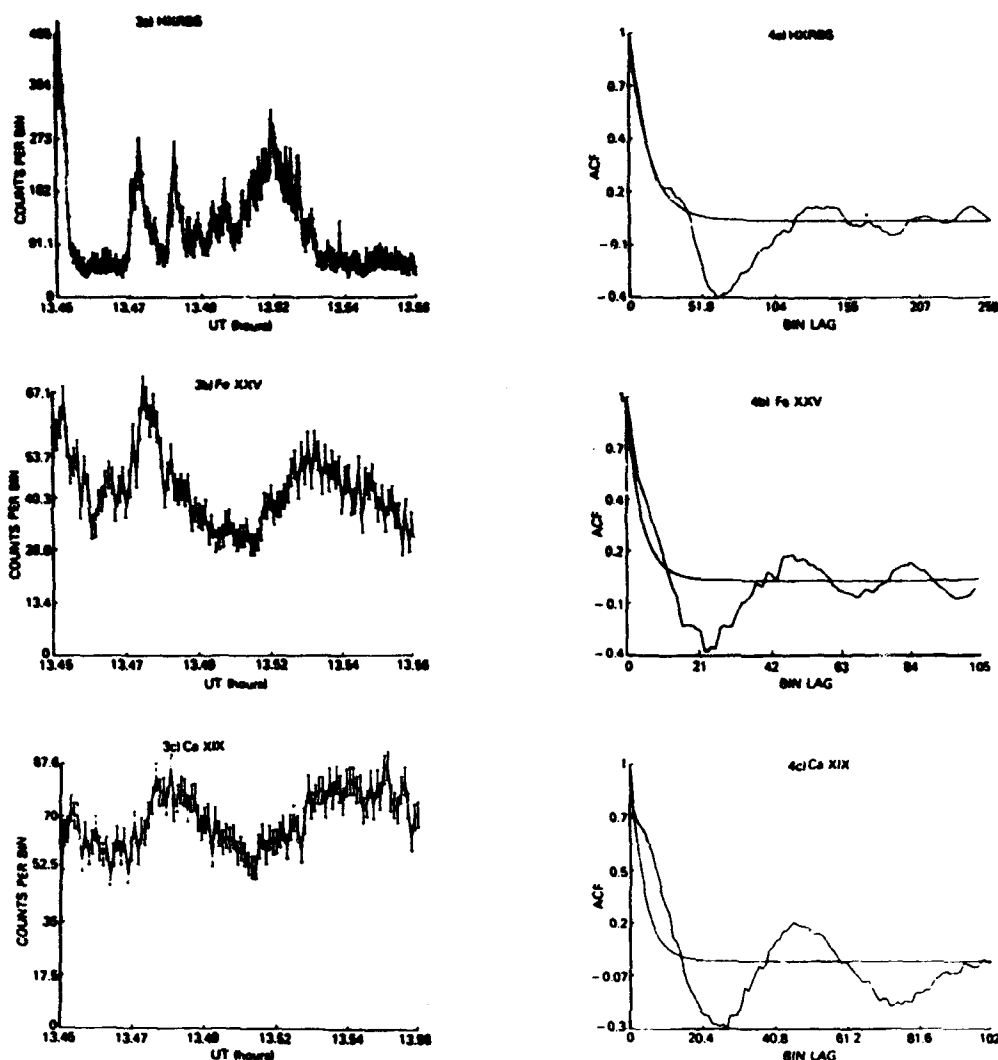 3a) HXRBS
455
364
273
182
91.1
0
COUNTS PER BIN
13.45 13.47 13.49 13.52 13.54 13.56
UT (hours)
4a) HXRBS
1
0.7
0.4
0.2
-0.1
-0.4
ACF
0 51.8 104 155 207 259
BIN LAG
3b) Fe XXV
67.1
53.7
40.3
26.8
13.4
0
COUNTS PER BIN
13.45 13.47 13.49 13.52 13.54 13.56
UT (hours)
4b) Fe XXV
1
0.7
0.4
0.2
-0.1
-0.4
ACF
0 21 42 63 84 105
BIN LAG
3c) Ca XIX
87.6
70
52.5
35
17.5
0
COUNTS PER BIN
13.45 13.47 13.49 13.52 13.54 13.56
UT (hours)
4c) Ca XIX
1
0.7
0.5
0.2
-0.07
-0.3
ACF
0 20.4 40.8 61.2 81.6 102
BIN LAG